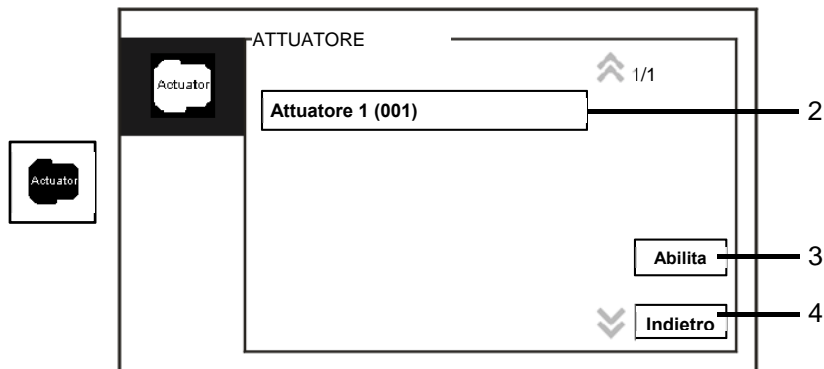 ATTUATORE
Actuator
1/1
Attuatore 1 (001)
2
Actuator
Abilita
3
Indietro
4